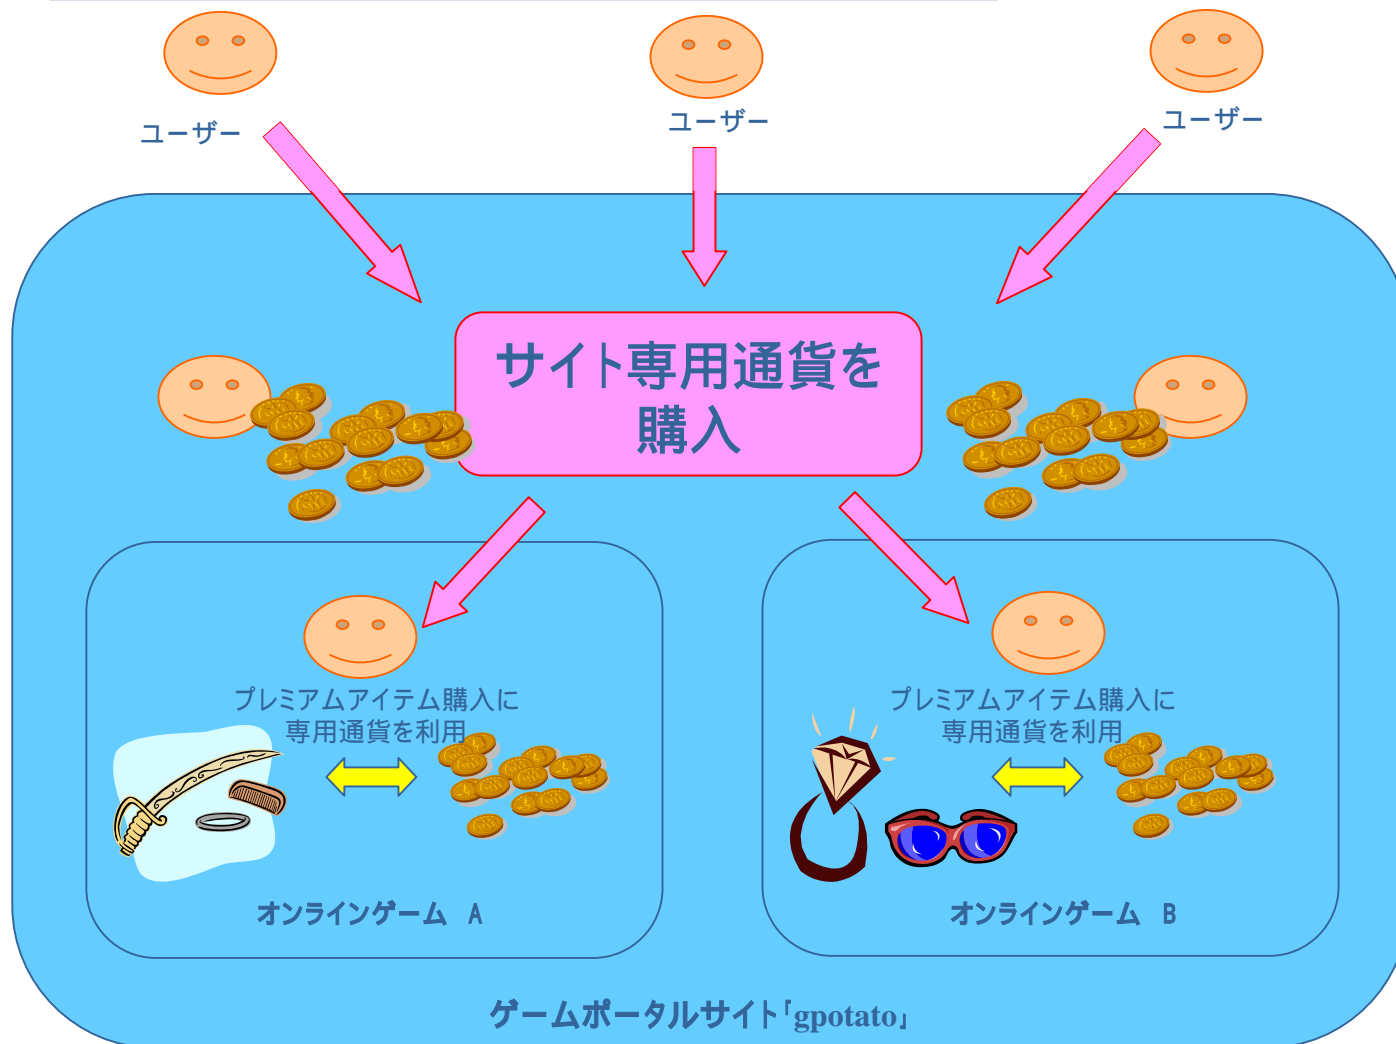 ユーザー
ユーザー
ユーザー
サイト専用通貨を
購入
プレミアムアイテム購入に
専用通貨を利用
プレミアムアイテム購入に
専用通貨を利用
オンラインゲーム　A
オンラインゲーム　B
ゲームポータルサイト「gpotato」